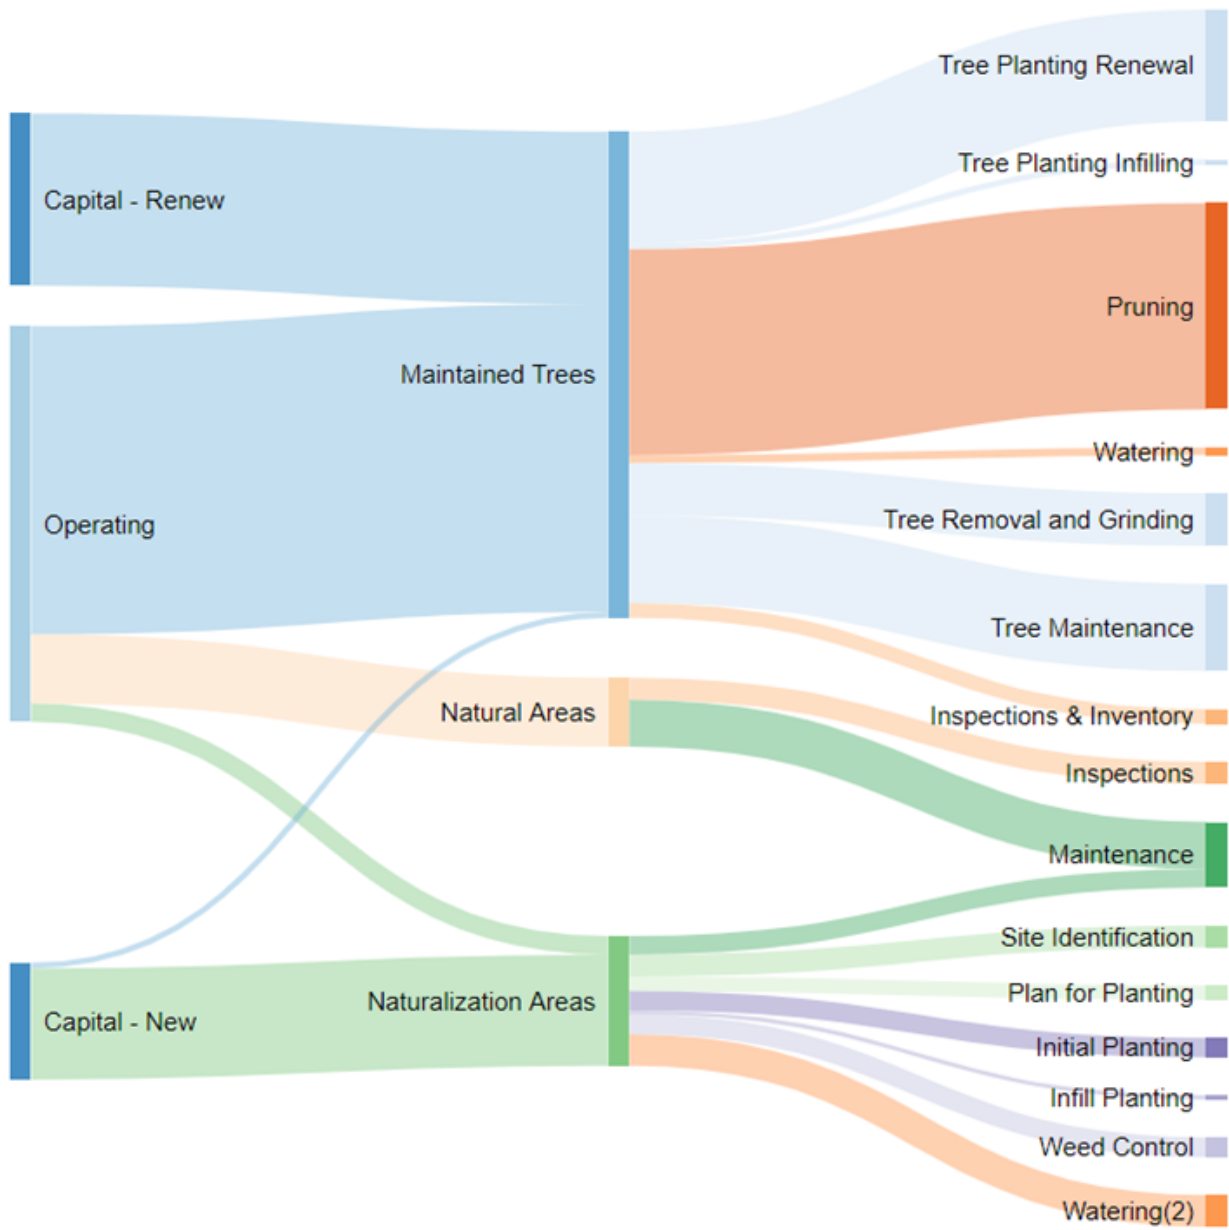 Capital - Renew
Operating
Capital - New
Maintained Trees
Natural Areas
Naturalization Areas
Tree Planting Renewal
Tree Planting Infilling
Pruning
Watering
Tree Removal and Grinding
Tree Maintenance
Inspections & Inventory
Inspections
Maintenance
Site Identification
Plan for Planting
Initial Planting
Infill Planting
Weed Control
Watering(2)